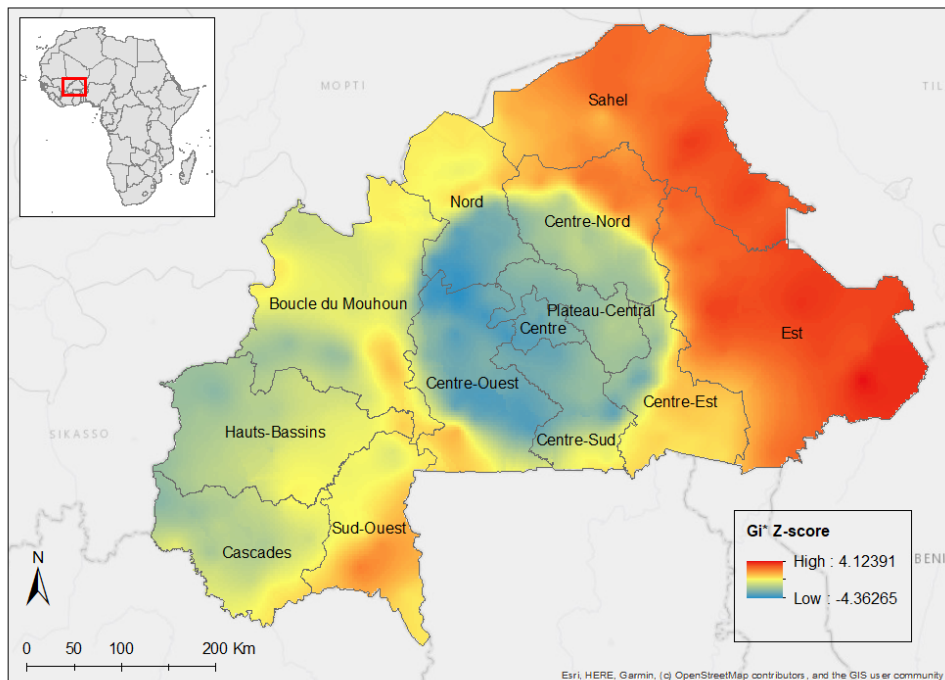 MOPTI
TIL
Sahel
Nord
Centre-Nord
Boucle du Mouhoun
Plateau-Central
Centre
Est
Centre-Ouest
Centre-Est
Hauts-Bassins
Centre-Sud
SIKASSO
Sud-Ouest
Cascades
BENI
Gi* Z-score
High : 4.12391
Low : -4.36265
N
0 50 100 200 Km
Esri, HERE, Garmin, (c) OpenStreetMap contributors, and the GIS user community